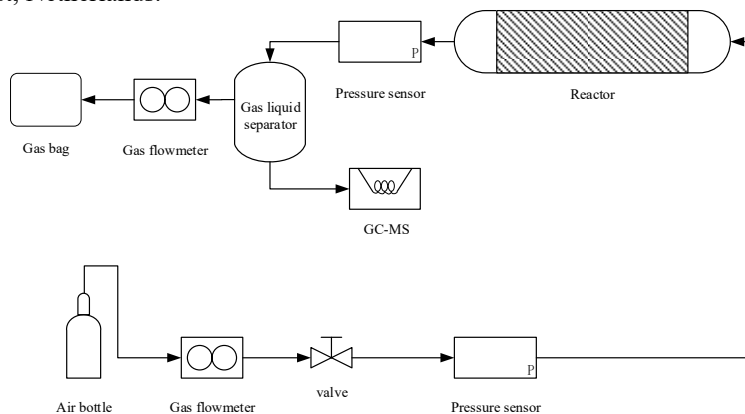 P
Pressure sensor
Reactor
Gas liquid
separator
Gas bag
Gas flowmeter
GC-MS
P
valve
Air bottle
Gas flowmeter
Pressure sensor